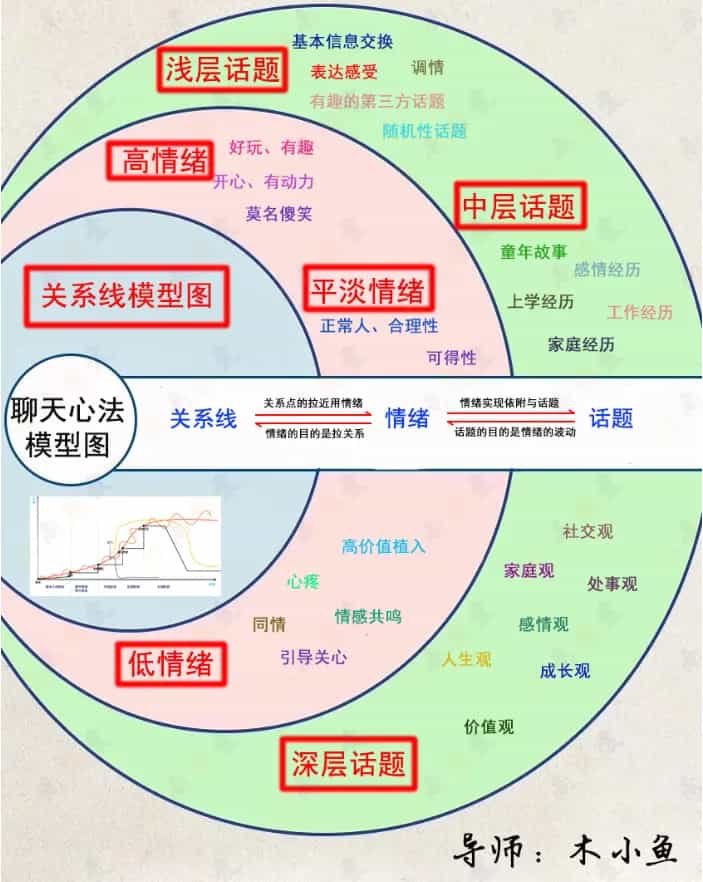 基本信息交换
浅层话题
表达感受
调情
有趣的第三方话题
随机性话题
高情绪
好玩、有趣
开心、有动力
莫名傻笑
中层话题
童年故事
感情经历
上学经历
工作经历
家庭经历
关系线模型图
平淡情绪
正常人、合理性
可得性
聊天心法
模型图
关系线
关系点的拉近用情绪
情绪的目的是拉关系
情绪
情绪实现依附与话题
话题的目的是情绪的波动
话题
高价值植入
心疼
情感共鸣
同情
引导关心
低情绪
社交观
家庭观
处事观
感情观
人生观
成长观
价值观
深层话题
导师：木小鱼